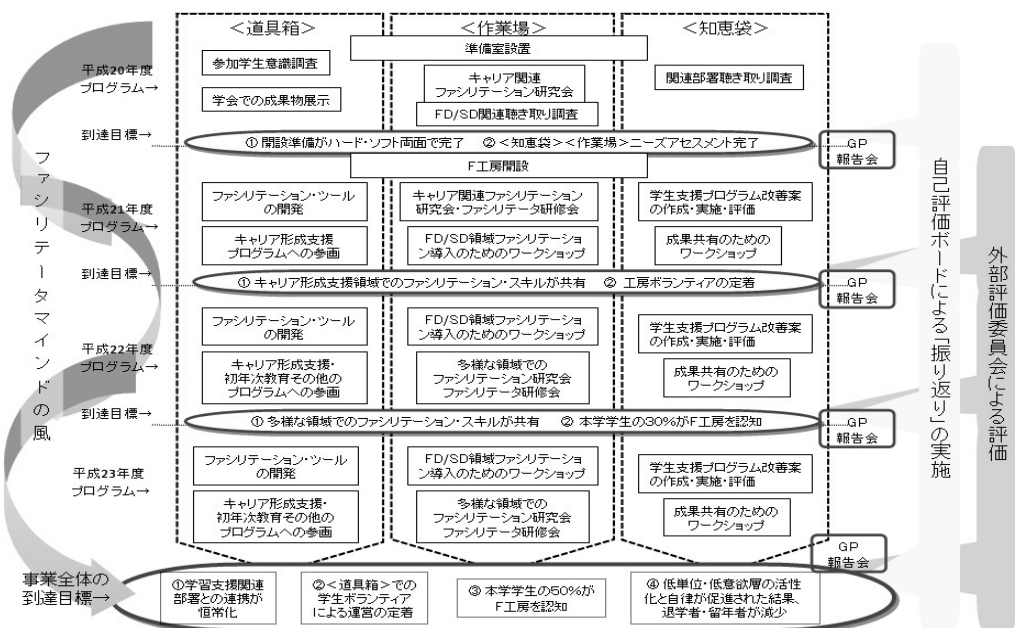 ＜道具箱＞
＜作業場＞
＜知恵袋＞
準備室設置
平成20年度
プログラム→
参加学生意識調査
学会での成果物展示
キャリア関連
ファシリテーション研究会
FD/SD関連聴き取り調査
関連部署聴き取り調査
到達目標→
① 開設準備がハード・ソフト両面で完了　② ＜知恵袋＞＜作業場＞ニーズアセスメント完了
GP
報告会
F工房開設
平成21年度
プログラム→
ファシリテーション・ツール
の開発
キャリア形成支援
プログラムへの参画
キャリア関連ファシリテーション
研究会・ファシリテータ研修会
FD/SD領域ファシリテーショ
ン導入のためのワークショップ
学生支援プログラム改善案
の作成・実施・評価
成果共有のための
ワークショップ
到達目標→
① キャリア形成支援領域でのファシリテーション・スキルが共有　② 工房ボランティアの定着
GP
報告会
平成22年度
プログラム→
ファシリテーション・ツール
の開発
キャリア形成支援・
初年次教育その他の
プログラムへの参画
FD/SD領域ファシリテーショ
ン導入のためのワークショップ
多様な領域での
ファシリテーション研究会
ファシリテータ研修会
学生支援プログラム改善案
の作成・実施・評価
成果共有のための
ワークショップ
到達目標→
① 多様な領域でのファシリテーション・スキルが共有　② 本学学生の30%がF工房を認知
GP
報告会
平成23年度
プログラム→
ファシリテーション・ツール
の開発
キャリア形成支援・
初年次教育その他の
プログラムへの参画
FD/SD領域ファシリテーショ
ン導入のためのワークショップ
多様な領域での
ファシリテーション研究会
ファシリテータ研修会
学生支援プログラム改善案
の作成・実施・評価
成果共有のための
ワークショップ
GP
報告会
事業全体の
到達目標→
①学習支援関連
部署との連携が
恒常化
②＜道具箱＞での
学生ボランティア
による運営の定着
③ 本学学生の50%が
F工房を認知
④ 低単位・低意欲層の活性
化と自律が促進された結果、
退学者・留年者が減少
ファシリテータマインドの風
自己評価ボードによる「振り返り」の実施
外部評価委員会による評価